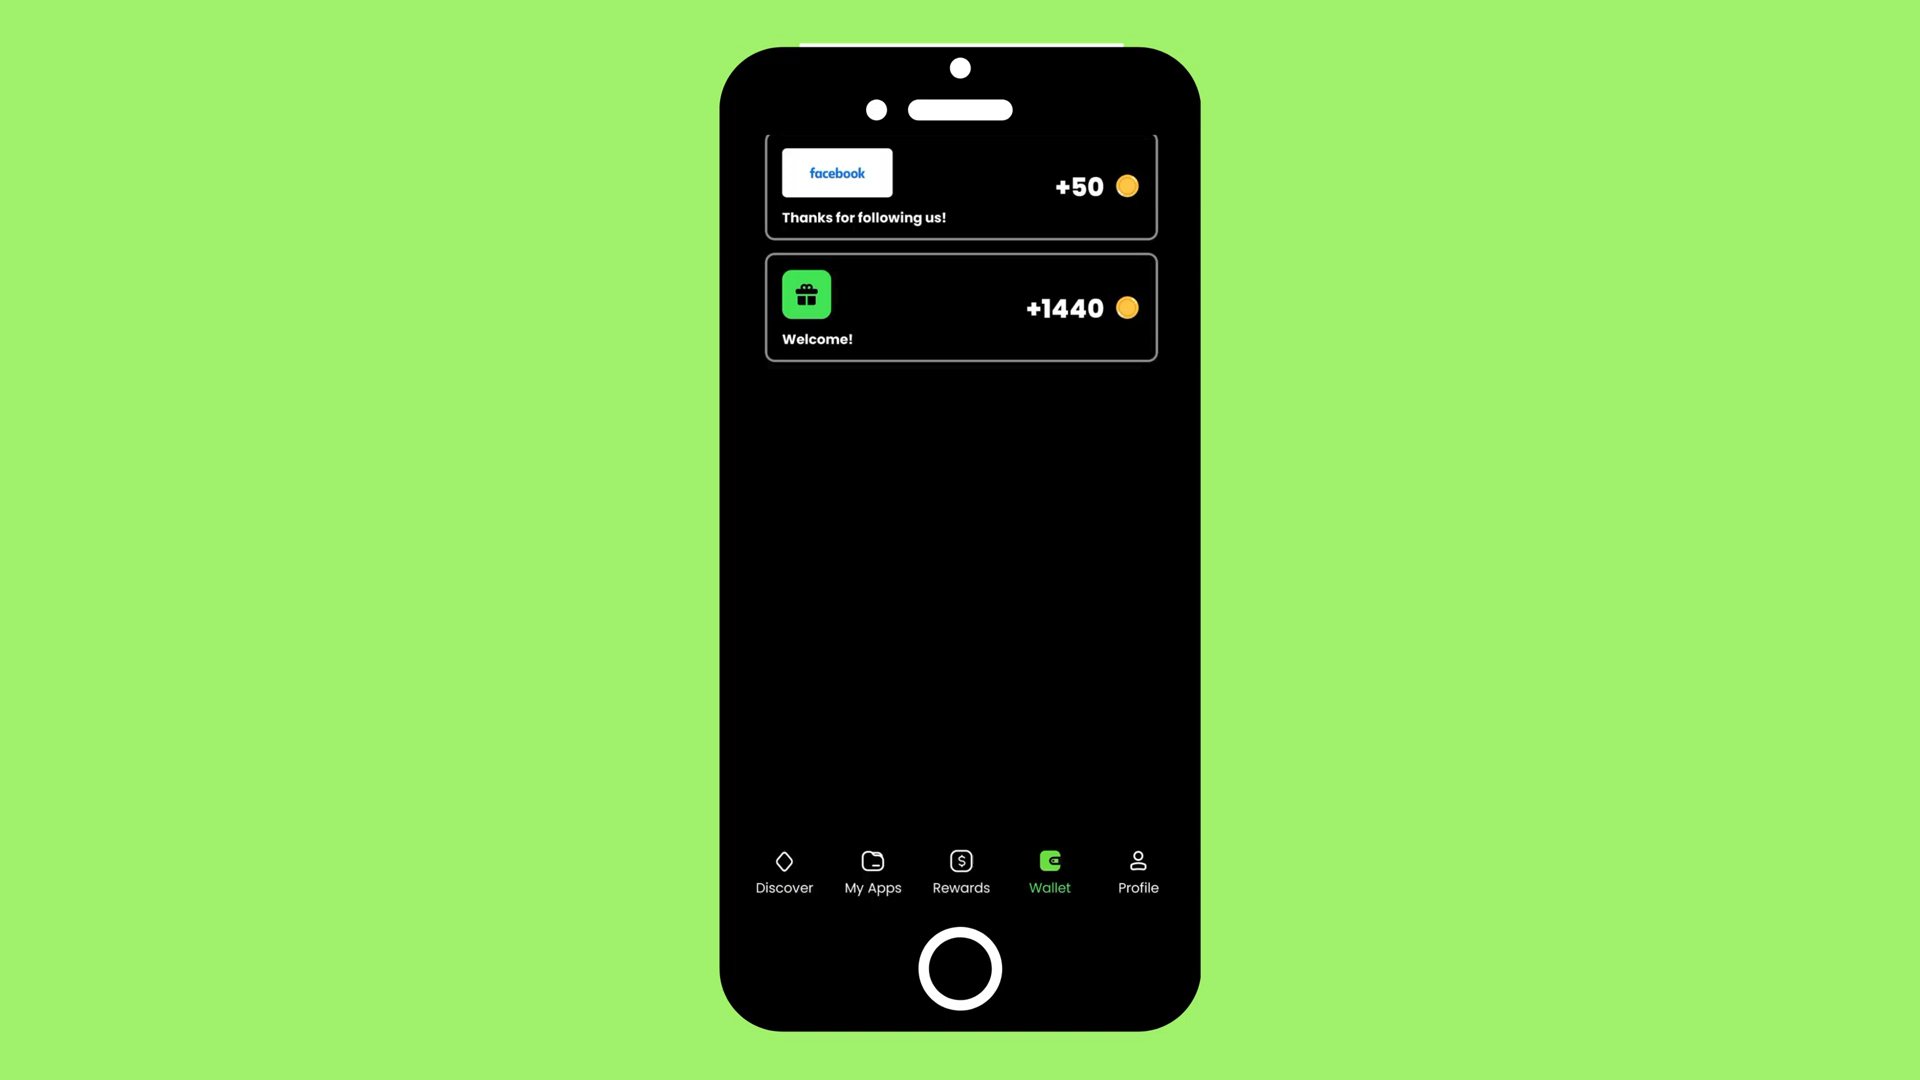 facebook
+50
Thanks for following us!
+1440
Welcome!
$
Discover
My Apps
Rewards
Wallet
Profile